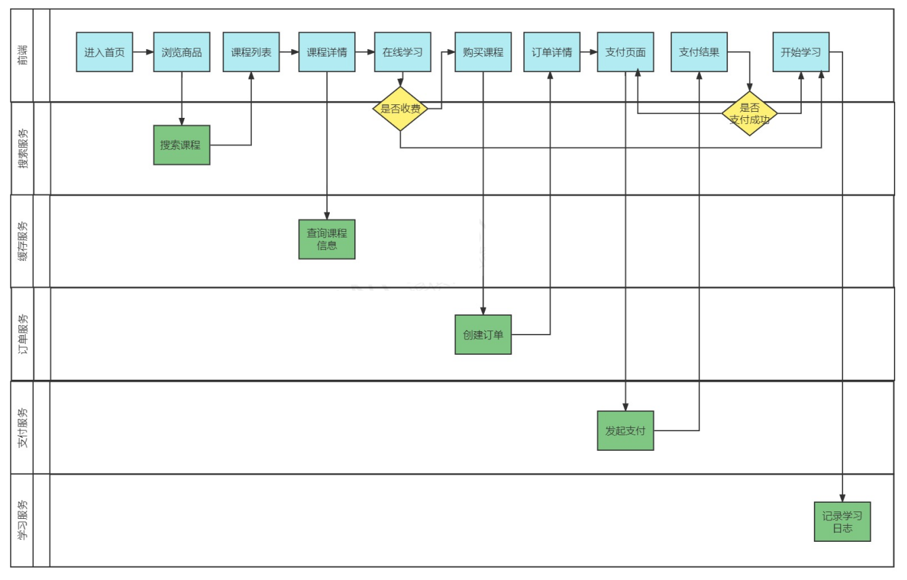 前端
进入首页
浏览商品
课程列表
课程详情
在线学习
购买课程
订单详情
支付页面
支付结果
开始学习
是否收费
是否
支付成功
搜索服务
搜索课程
缓存服务
查询课程
信息
订单服务
创建订单
支付服务
发起支付
学习服务
记录学习
日志